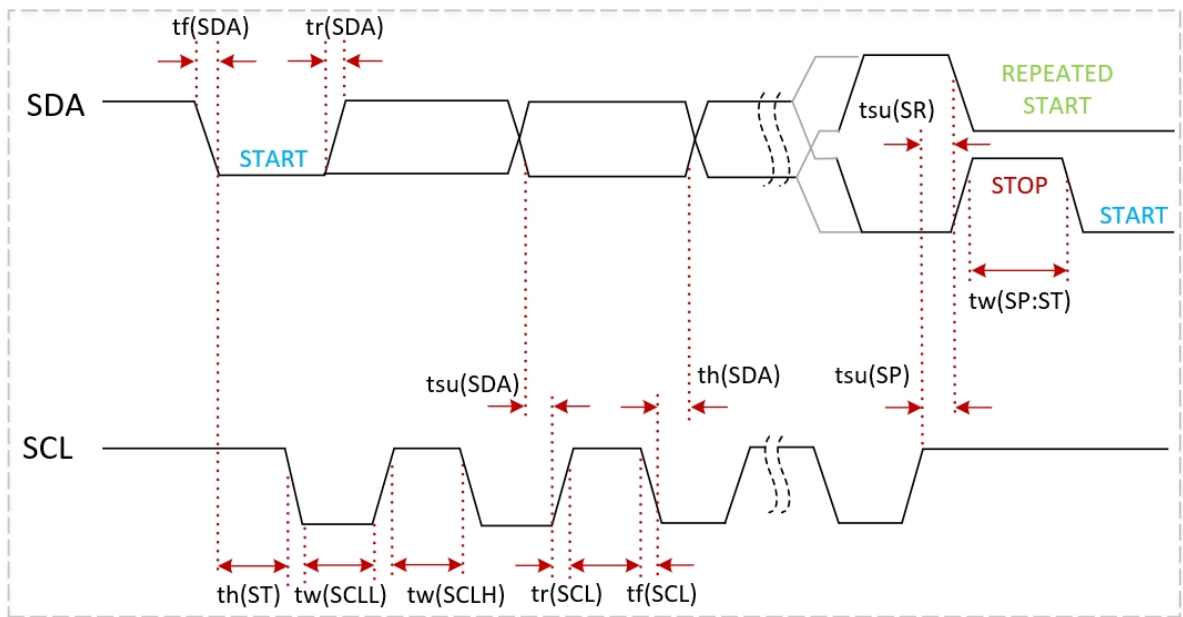 tf(SDA)
tr(SDA)
SDA
START
tsu(SR)
REPEATED
START
STOP
START
tw(SP:ST)
tsu(SDA)
th(SDA)
tsu(SP)
SCL
th(ST)
tw(SCLL)
tw(SCLH)
tr(SCL)
tf(SCL)